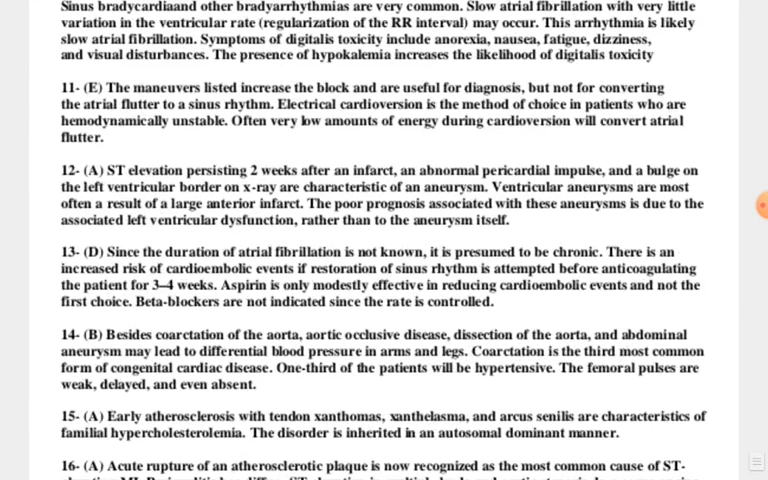 Sinus bradycardiaand other bradyarrhythmias are very common. Slow atrial fibrillation with very little
variation in the ventricular rate (regularization of the RR interval) may occur. This arrhythmia is likely
slow atrial fibrillation. Symptoms of digitalis toxicity include anorexia, nausea, fatigue, dizziness,
and visual disturbances. The presence of hypokalemia increases the likelihood of digitalis toxicity
11- (E) The maneuvers listed increase the block and are useful for diagnosis, but not for converting
the atrial flutter to a sinus rhythm. Electrical cardioversion is the method of choice in patients who are
hemodynamically unstable. Often very low amounts of energy during cardioversion will convert atrial
flutter.
12- (A) ST elevation persisting 2 weeks after an infarct, an abnormal pericardial impulse, and a bulge on
the left ventricular border on x-ray are characteristic of an aneurysm. Ventricular aneurysms are most
often a result of a large anterior infarct. The poor prognosis associated with these aneurysms is due to the
associated left ventricular dysfunction, rather than to the aneurysm itself.
13- (D) Since the duration of atrial fibrillation is not known, it is presumed to be chronic. There is an
increased risk of cardioembolic events if restoration of sinus rhythm is attempted before anticoagulating
the patient for 3–4 weeks. Aspirin is only modestly effective in reducing cardioembolic events and not the
first choice. Beta-blockers are not indicated since the rate is controlled.
14- (B) Besides coarctation of the aorta, aortic occlusive disease, dissection of the aorta, and abdominal
aneurysm may lead to differential blood pressure in arms and legs. Coarctation is the third most common
form of congenital cardiac disease. One-third of the patients will be hypertensive. The femoral pulses are
weak, delayed, and even absent.
15- (A) Early atherosclerosis with tendon xanthomas, xanthelasma, and arcus senilis are characteristics of
familial hypercholesterolemia. The disorder is inherited in an autosomal dominant manner.
16- (A) Acute rupture of an atherosclerotic plaque is now recognized as the most common cause of ST-